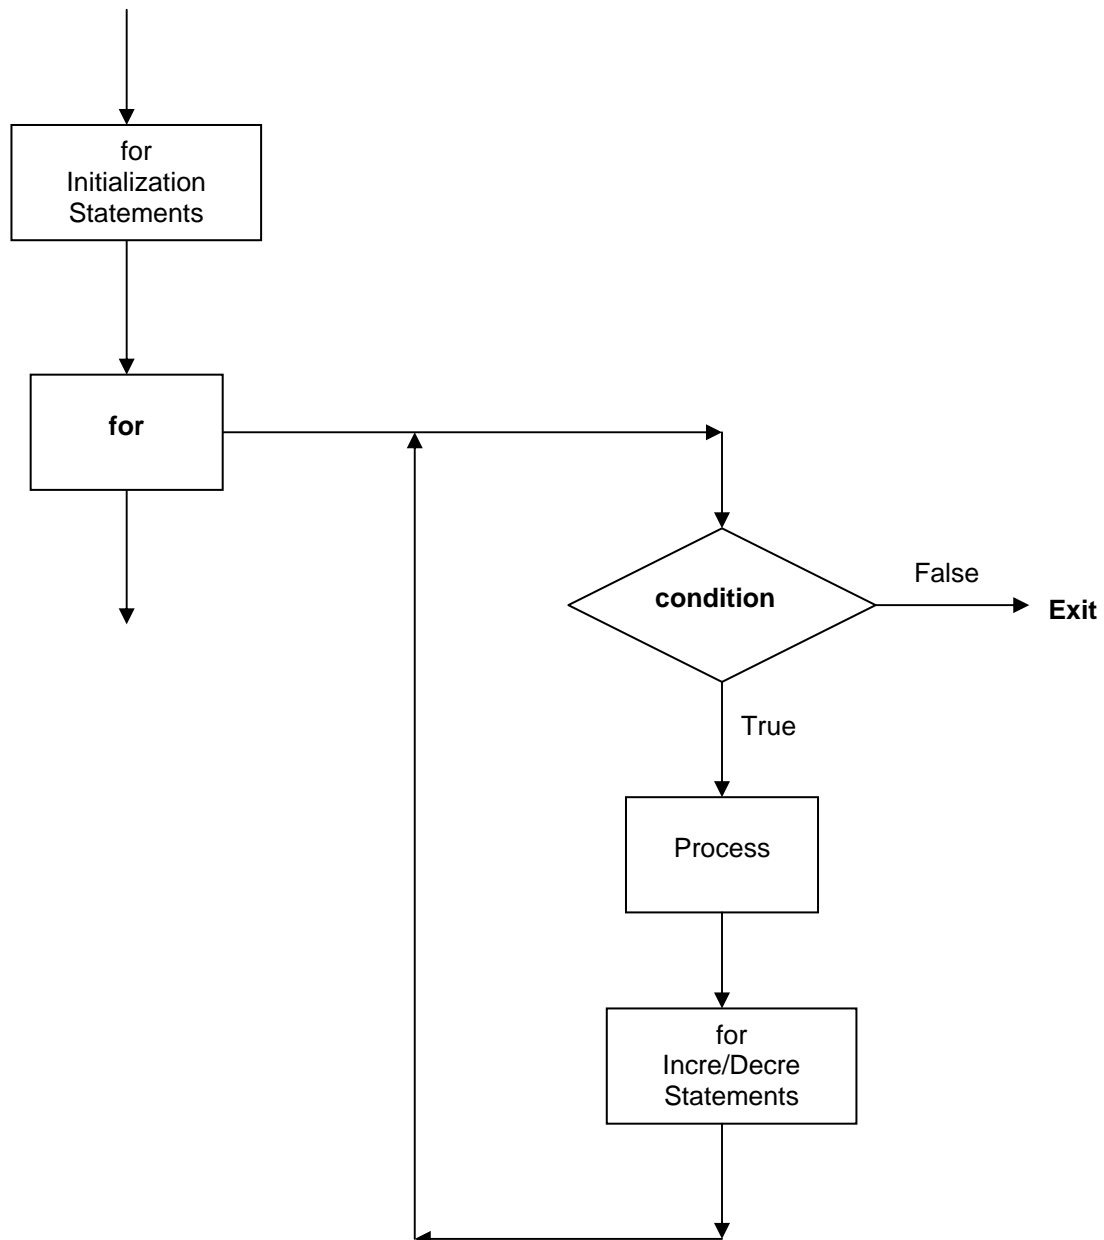 for
Initialization
Statements
for
condition
False
Exit
True
Process
for
Incre/Decre
Statements